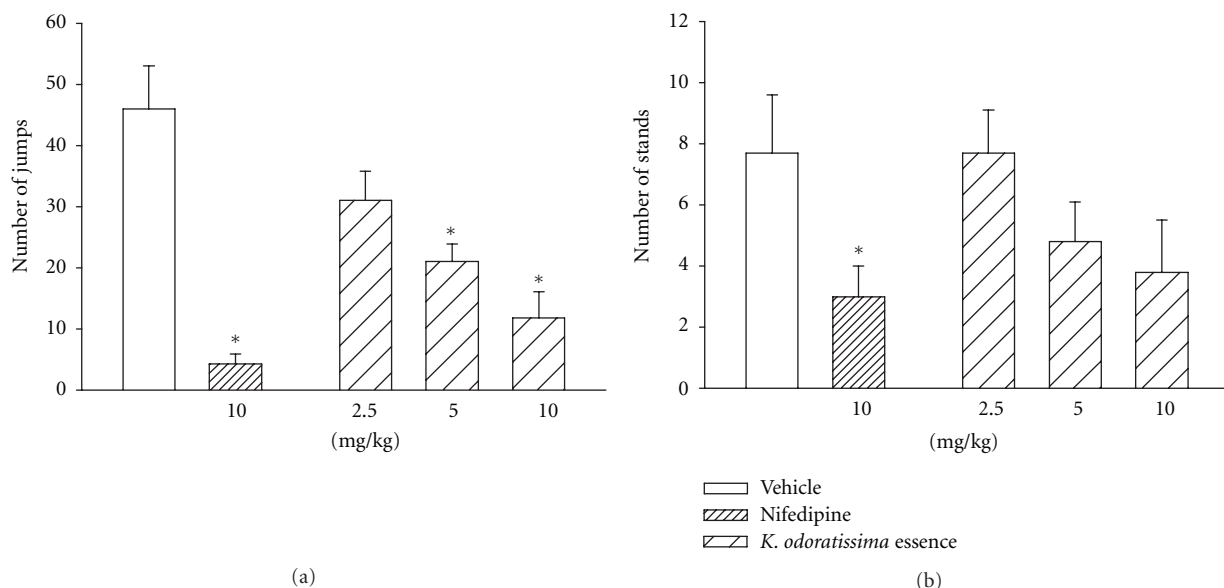 60
50
40
30
20
10
0
Number of jumps
*
*
*
10
2.5
5
10
(mg/kg)
(a)
12
10
8
6
4
2
0
Number of stands
*
10
2.5
5
10
(mg/kg)
Vehicle
Nifedipine
K. odoratissima essence
(b)